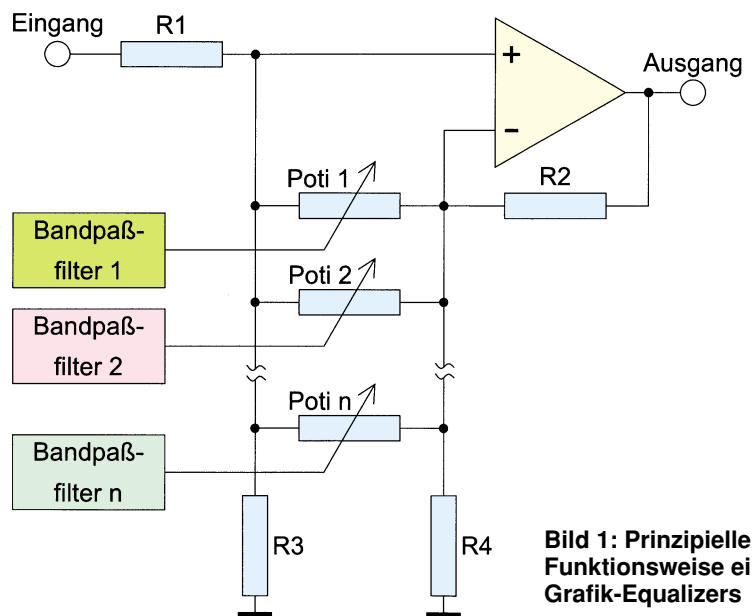 Eingang
R1
+
Ausgang
−
Poti 1
R2
Bandpaß-
filter 1
Poti 2
Bandpaß-
filter 2
Poti n
Bandpaß-
filter n
R3
R4
Bild 1: Prinzipielle
Funktionsweise ei
Grafik-Equalizers